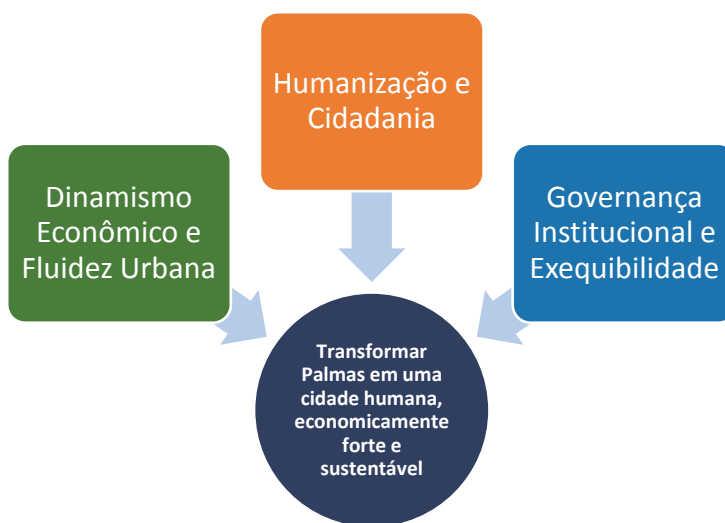 Humanização e
Cidadania
Dinamismo
Econômico e
Fluidez Urbana
Governança
Institucional e
Exequibilidade
Transformar
Palmas em uma
cidade humana,
economicamente
forte e
sustentável